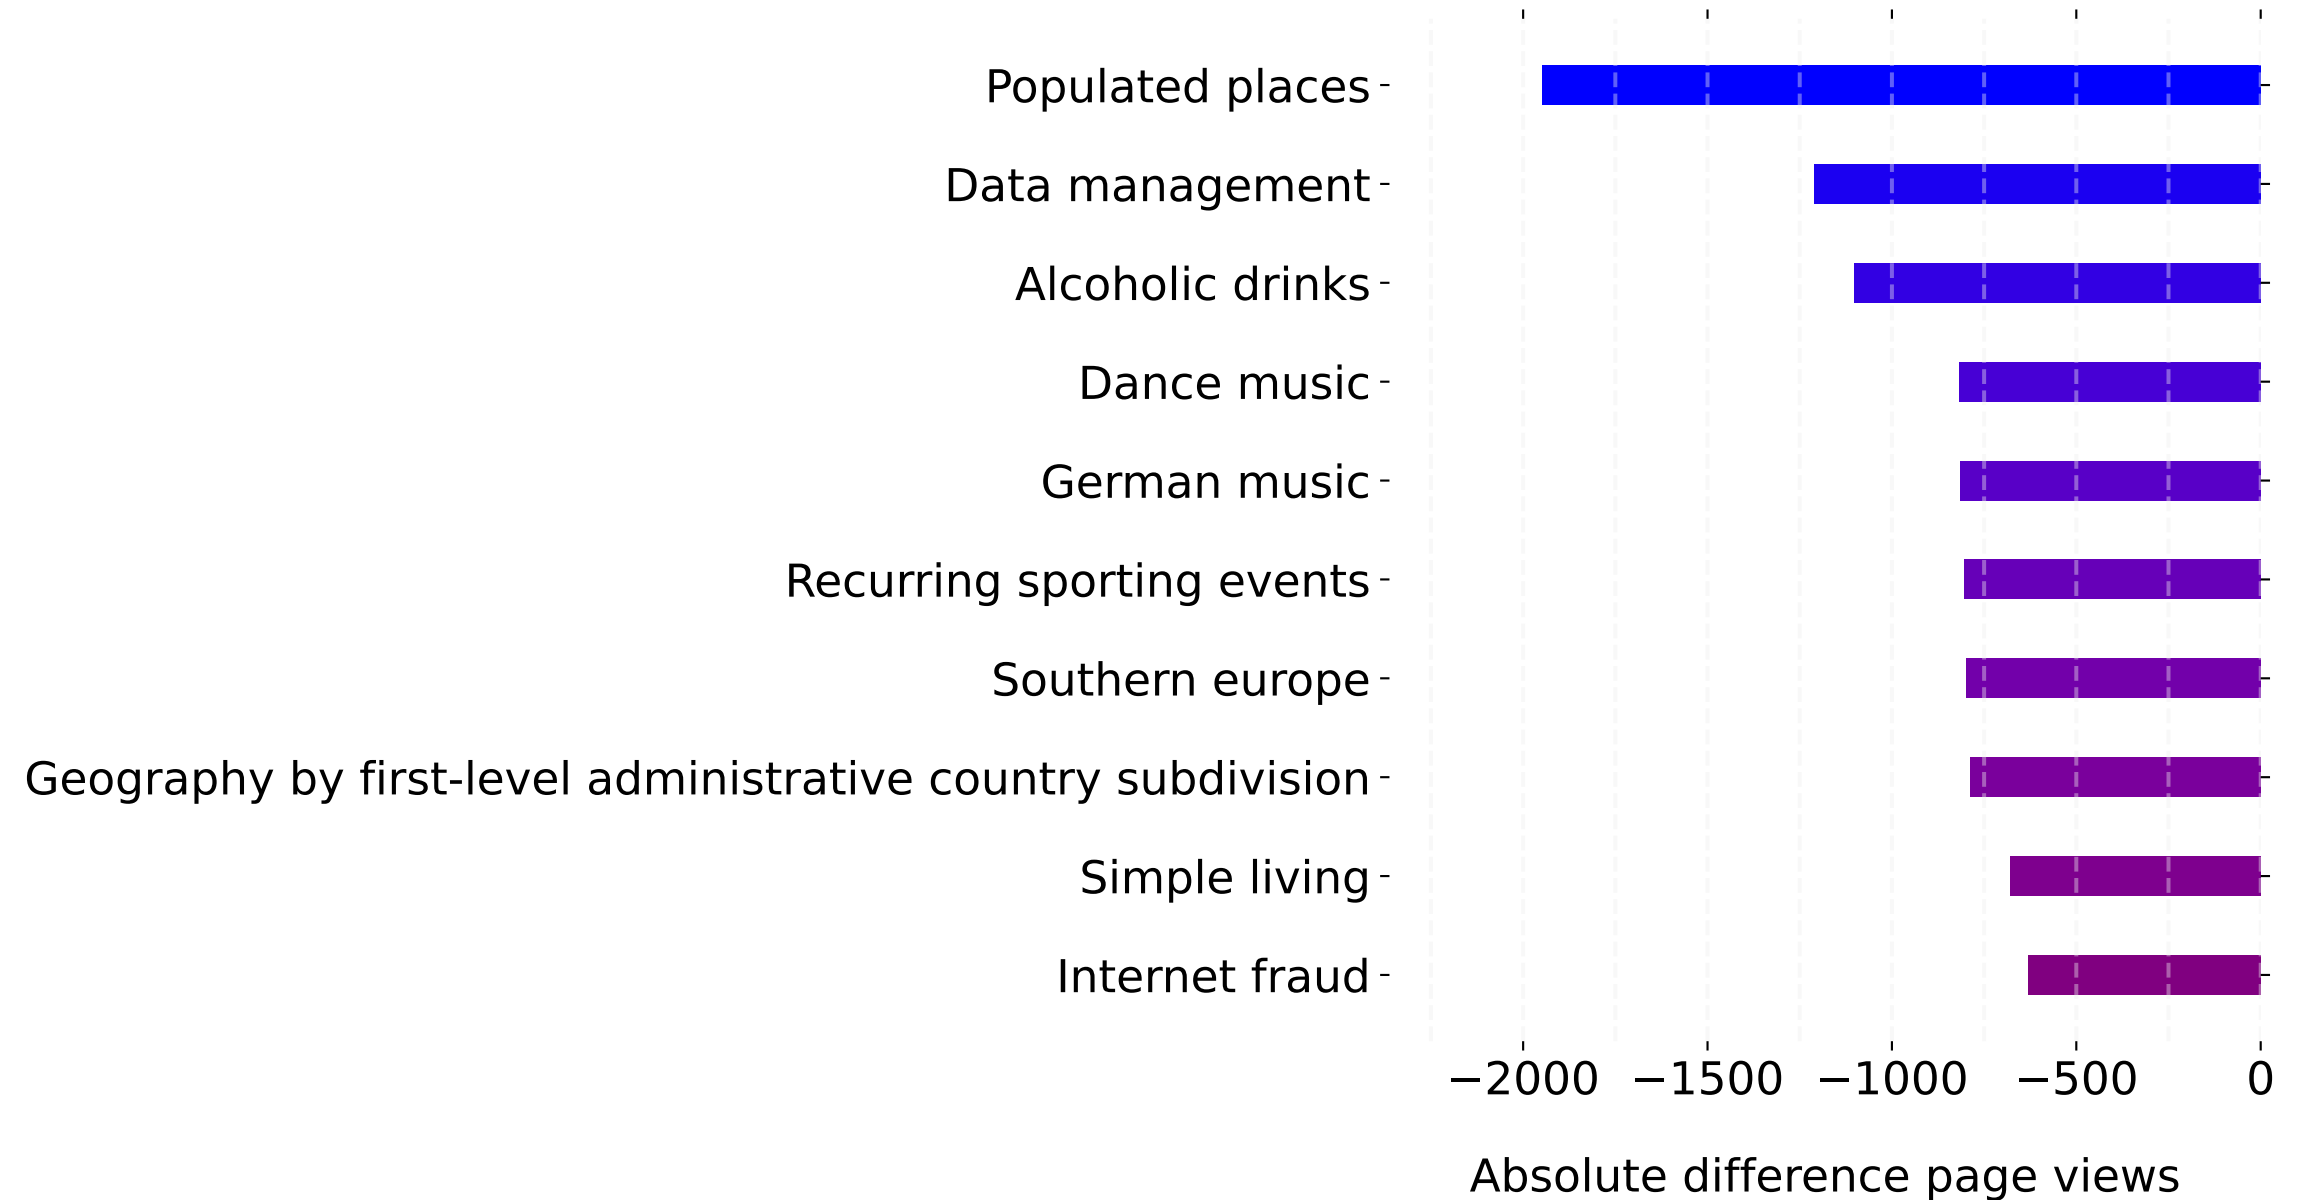 Populated places
Data management
Alcoholic drinks
Dance music
German music
Recurring sporting events
Southern europe
Geography by first-level administrative country subdivision
Simple living
Internet fraud
−2000 −1500 −1000 −500 0
Absolute difference page views